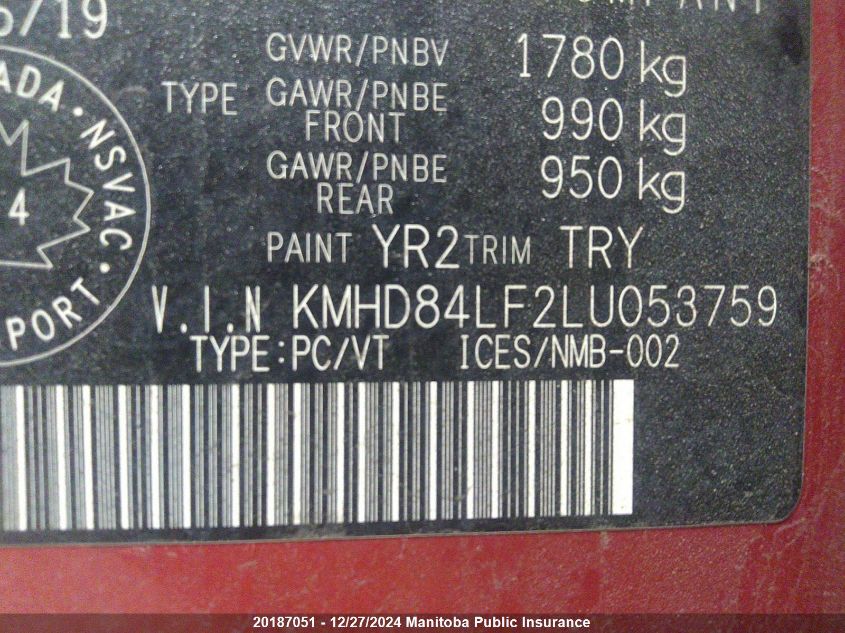 /19
GVWR/PNBV 1780 kg
TYPE GAWR/PNBE FRONT 990 kg
GAWR/PNBE REAR 950 kg
PAINT YR2 TRIM TRY
V.I.N KMHD84LF2LU053759
TYPE:PC/VT ICES/NMB-002
ADA • NSVAC • PORT
4
20187051 - 12/27/2024 Manitoba Public Insurance